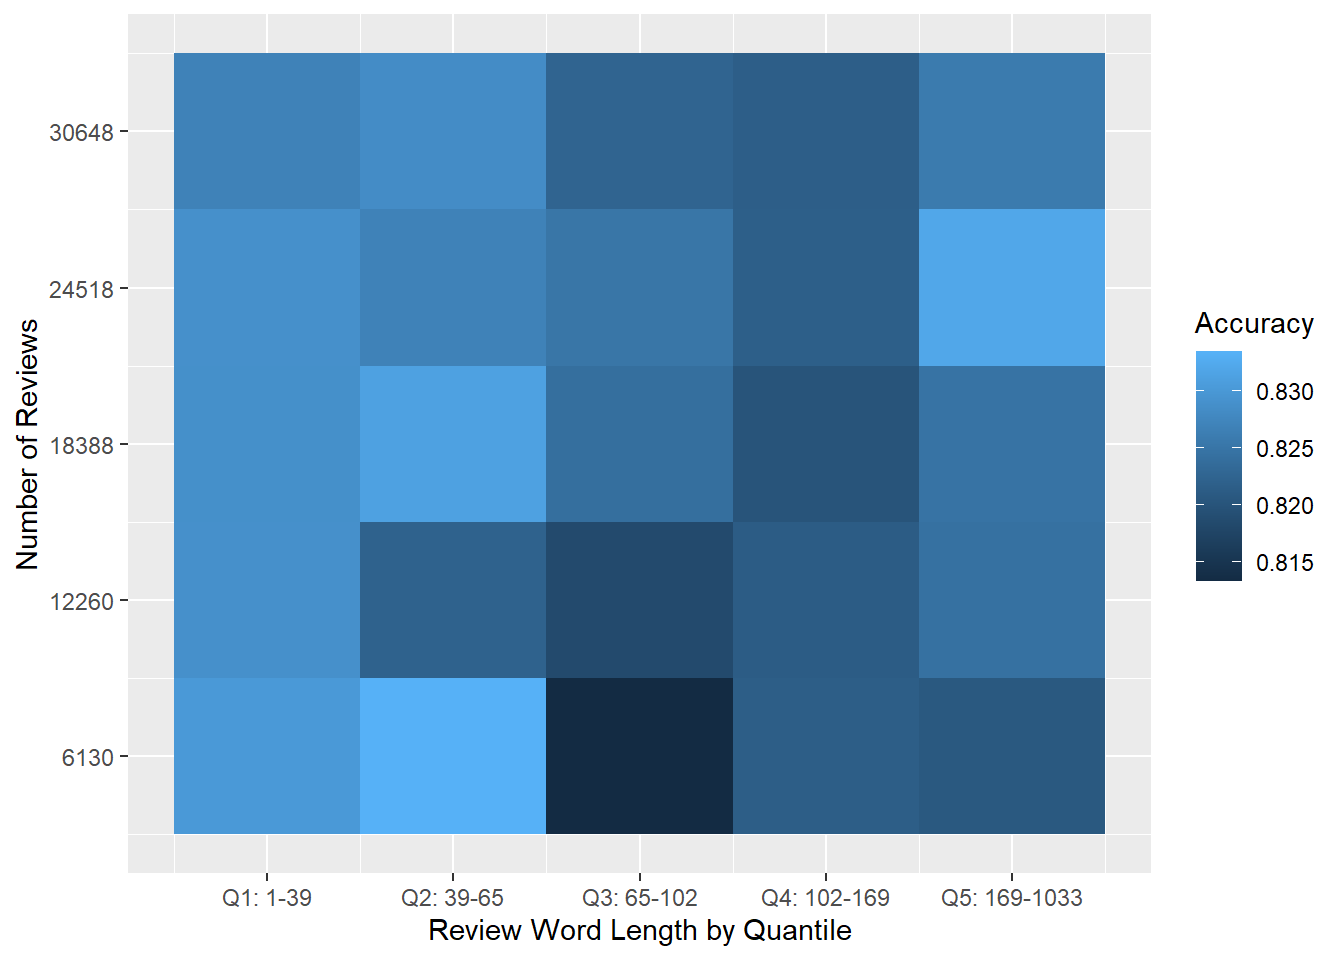 30648
24518
18388
12260
6130
Number of Reviews
Q1: 1-39
Q2: 39-65
Q3: 65-102
Q4: 102-169
Q5: 169-1033
Review Word Length by Quantile
Accuracy
0.830
0.825
0.820
0.815